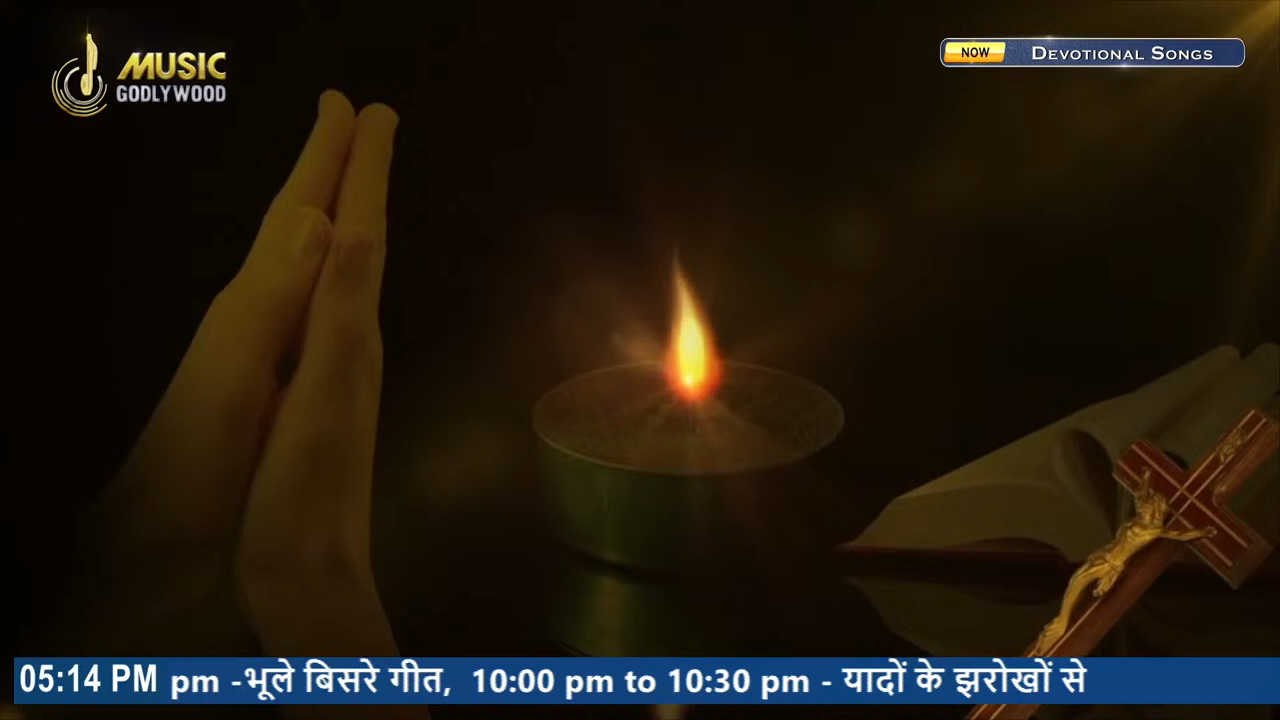 MUSIC
GODLYWOOD
NOW DEVOTIONAL SONGS
05:14 PM pm -भूले बिसरे गीत, 10:00 pm to 10:30 pm - यादों के झरोखों से